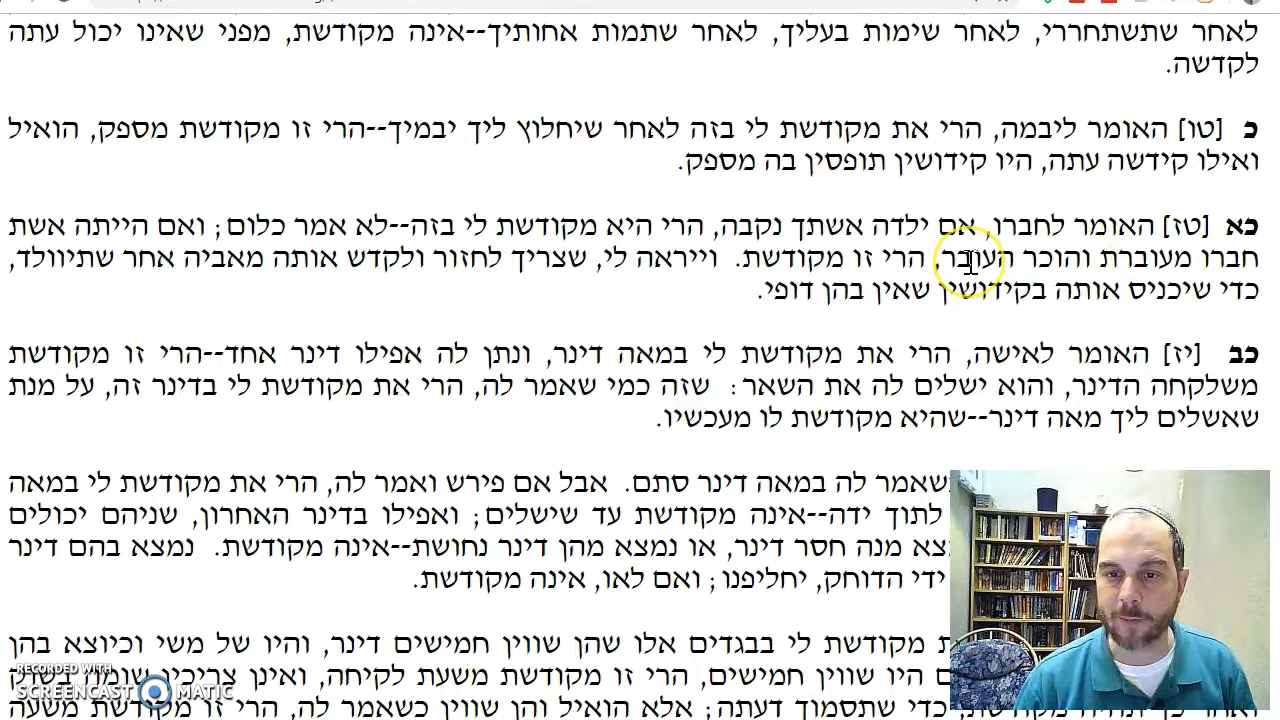 לאחר שתשתחררי, לאחר שימות בעליך, לאחר שתמות אחותיך--אינה מקודשת, מפני שאינו יכול עתה
לקדשה.
כ [טו] האומר ליבמה, הרי את מקודשת לי בזה לאחר שיחלוץ ליך יבמיך--הרי זו מקודשת מספק, הואיל
ואילו קידשה עתה, היו קידושין תופסין בה מספק.
כא [טז] האומר לחברו, אם ילדה אשתך נקבה, הרי היא מקודשת לי בזה--לא אמר כלום; ואם הייתה אשת
חברו מעוברת והוכר העובר, הרי זו מקודשת. וייראה לי, שצריך לחזור ולקדש אותה מאביה אחר שתיוולד,
כדי שיכניס אותה בקידושין שאין בהן דופי.
כב [יז] האומר לאישה, הרי את מקודשת לי במאה דינר, ונתן לה אפילו דינר אחד--הרי זו מקודשת
משלקחה הדינר, והוא ישלים לה את השאר: שזה כמי שאמר לה, הרי את מקודשת לי בדינר זה, על מנת
שאשלים ליך מאה דינר--שהיא מקודשת לו מעכשיו.
שאמר לה במאה דינר סתם. אבל אם פירש ואמר לה, הרי את מקודשת לי במאה
לתוך ידה--אינה מקודשת עד שישלים; ואפילו בדינר האחרון, שניהם יכולים
צא מנה חסר דינר, או נמצא מהן דינר נחושת--אינה מקודשת. נמצא בהם דינר
ידי הדוחק, יחליפנו; ואם לאו, אינה מקודשת.
ת מקודשת לי בבגדים אלו שהן שווין חמישים דינר, והיו של משי וכיוצא בהן
ם היו שווין חמישים, הרי זו מקודשת משעת לקיחה, ואינן צריכין שומה בשוק
ואחר כך תהיה מקודשת, כדי שתסמוך דעתה; אלא הואיל והן שווין כשאמר לה, הרי זו מקודשת משעה
RECORDED WITH
SCREENCAST MATIC